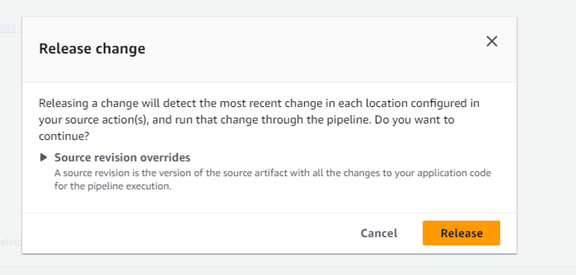 Release change
Releasing a change will detect the most recent change in each location configured in
your source action(s), and run that change through the pipeline. Do you want to
continue?
Source revision overrides
A source revision is the version of the source artifact with all the changes to your application code
for the pipeline execution.
Cancel
Release